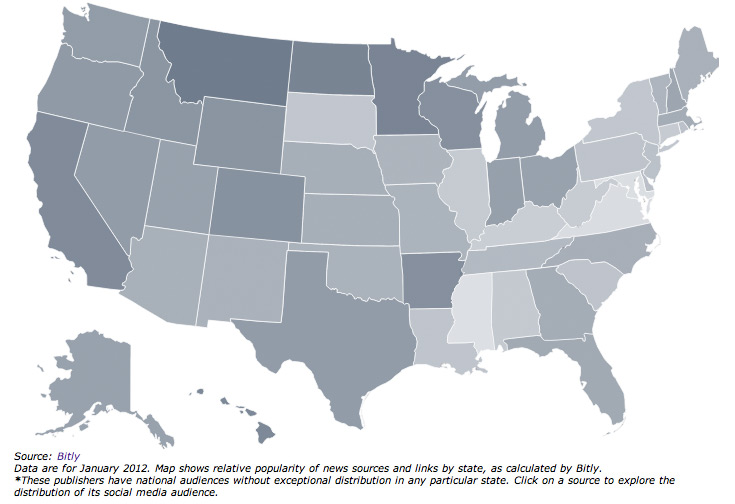 Source: Bitly
Data are for January 2012. Map shows relative popularity of news sources and links by state, as calculated by Bitly.
*These publishers have national audiences without exceptional distribution in any particular state. Click on a source to explore the
distribution of its social media audience.